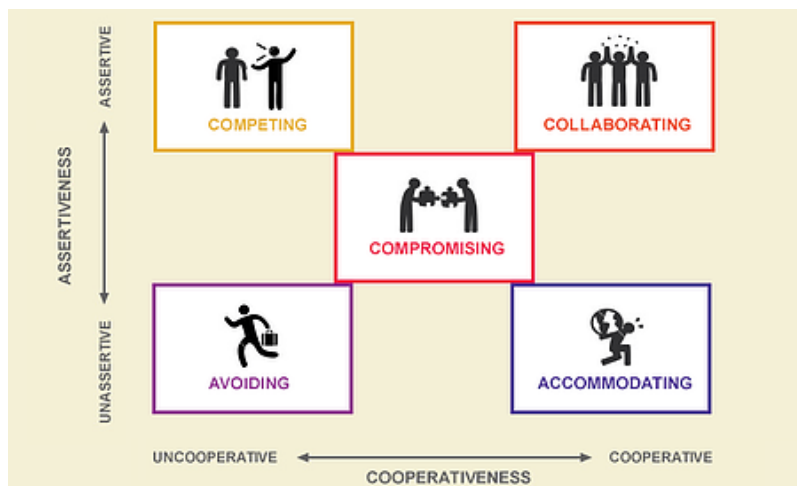 ASSERTIVE
COMPETING
COLLABORATING
ASSERTIVENESS
COMPROMISING
UNASSERTIVE
AVOIDING
ACCOMMODATING
UNCOOPERATIVE
COOPERATIVE
COOPERATIVENESS